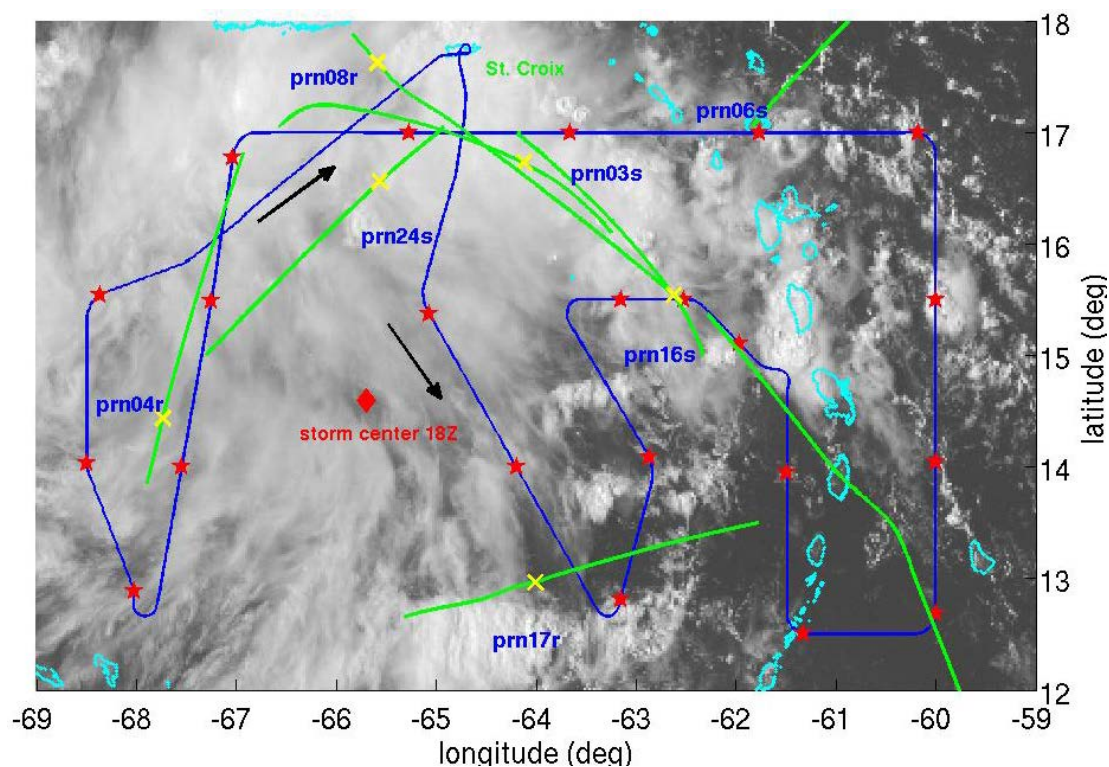 St. Croix
prn08r
prn06s
prn03s
prn24s
prn16s
prn04r
storm center 18Z
prn17r
18
17
16
15
14
13
12
latitude (deg)
-69 -68 -67 -66 -65 -64 -63 -62 -61 -60 -59
longitude (deg)